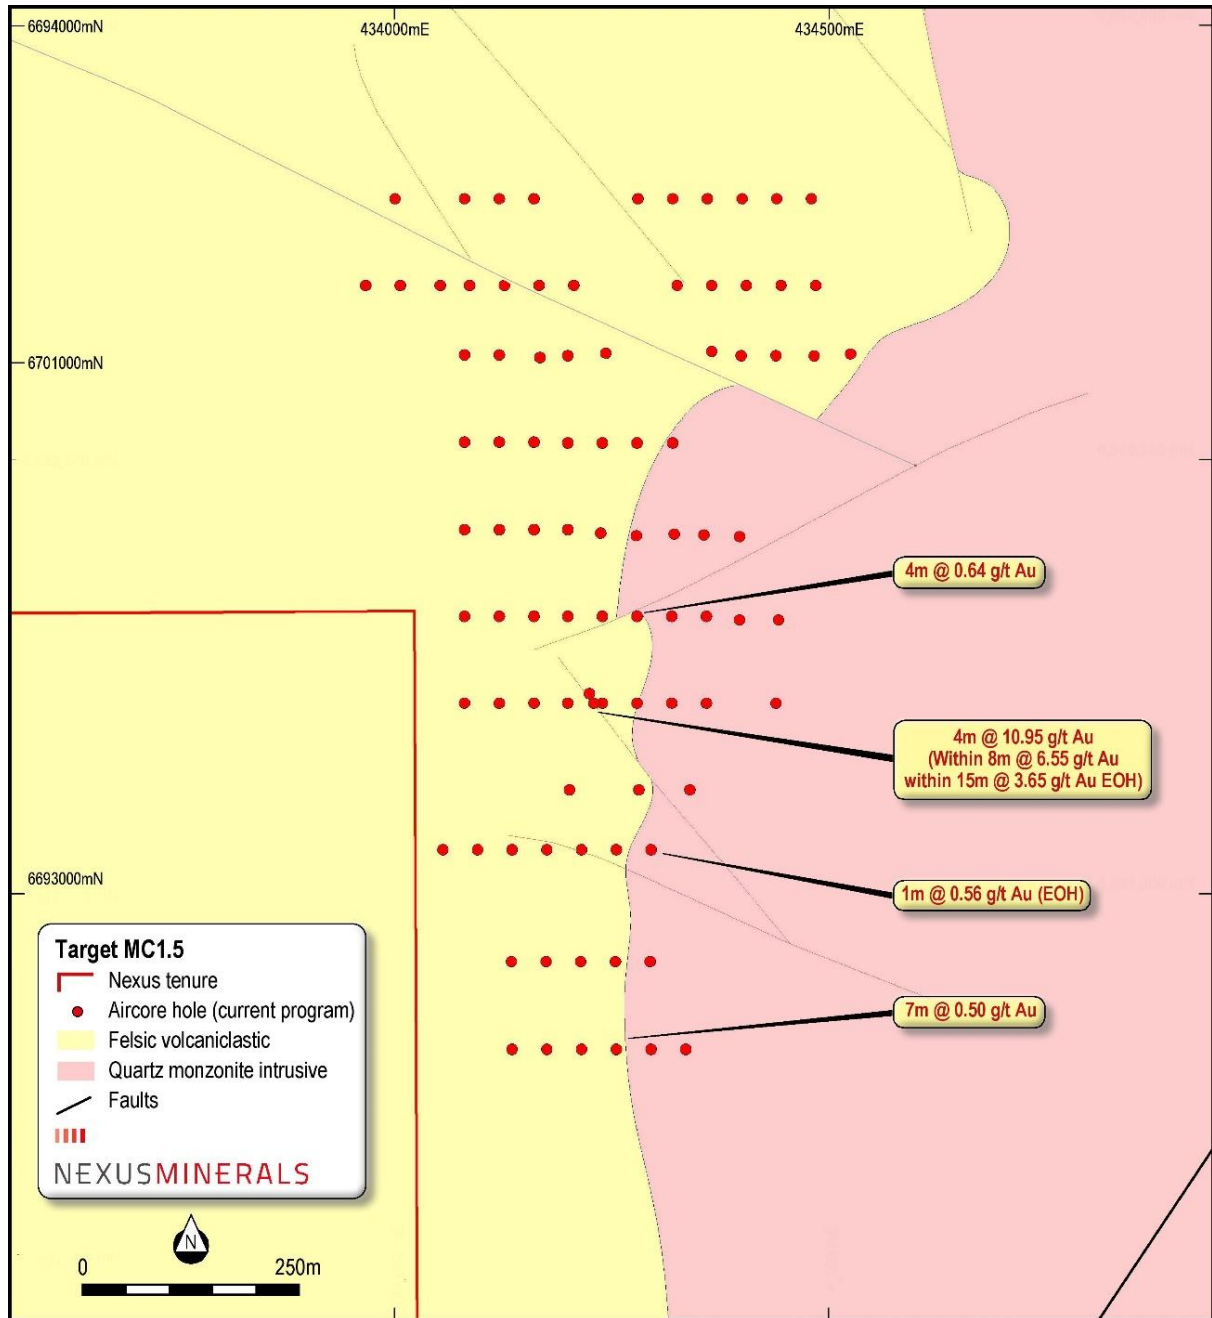 6694000mN
434000mE
434500mE
6701000mN
4m @ 0.64 g/t Au
4m @ 10.95 g/t Au
(Within 8m @ 6.55 g/t Au
within 15m @ 3.65 g/t Au EOH)
6693000mN
1m @ 0.56 g/t Au (EOH)
7m @ 0.50 g/t Au
Target MC1.5
Nexus tenure
Aircore hole (current program)
Felsic volcaniclastic
Quartz monzonite intrusive
Faults
NEXUSMINERALS
N
0 250m